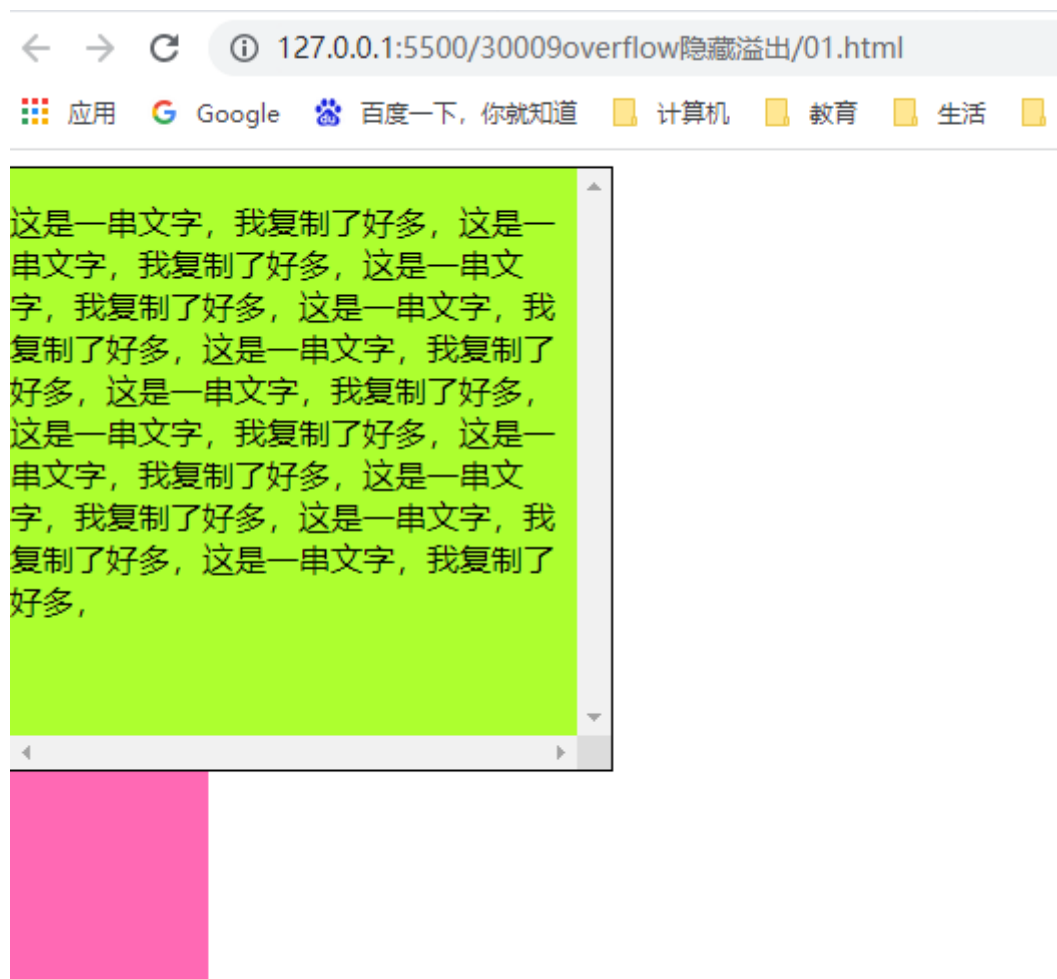 127.0.0.1:5500/30009overflow隐藏溢出/01.html
应用 Google 百度一下，你就知道 计算机 教育 生活
这是一串文字，我复制了好多，这是一
串文字，我复制了好多，这是一串文
字，我复制了好多，这是一串文字，我
复制了好多，这是一串文字，我复制了
好多，这是一串文字，我复制了好多，
这是一串文字，我复制了好多，这是一
串文字，我复制了好多，这是一串文
字，我复制了好多，这是一串文字，我
复制了好多，这是一串文字，我复制了
好多，